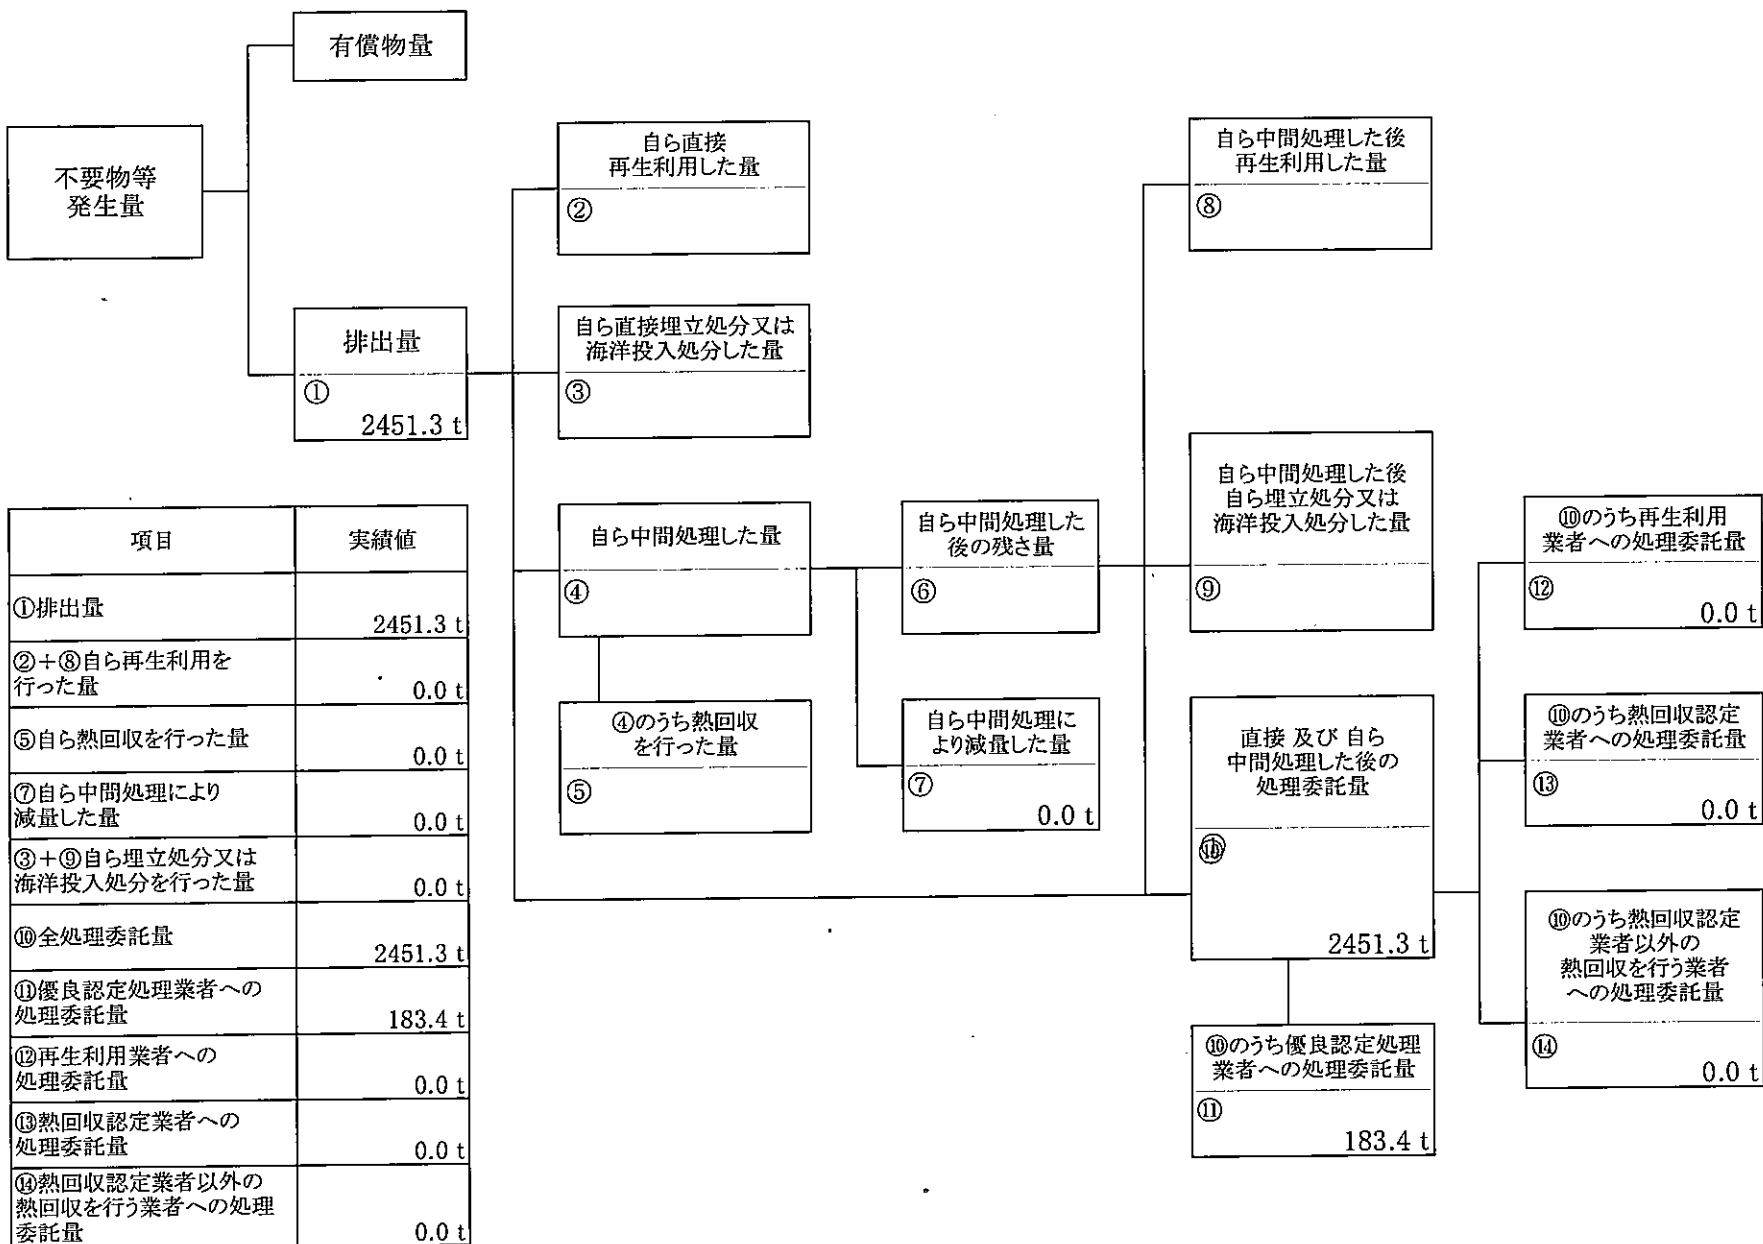 有償物量
不要物等
発生量
排出量
①
2451.3 t
自ら直接
再生利用した量
②
自ら直接埋立処分又は
海洋投入処分した量
③
自ら中間処理した量
④
④のうち熱回収
を行った量
⑤
自ら中間処理した
後の残さ量
⑥
自ら中間処理に
より減量した量
⑦
0.0 t
自ら中間処理した後
再生利用した量
⑧
自ら中間処理した後
自ら埋立処分又は
海洋投入処分した量
⑨
直接 及び 自ら
中間処理した後の
処理委託量
⑩
2451.3 t
⑩のうち優良認定処理
業者への処理委託量
⑪
183.4 t
⑩のうち再生利用
業者への処理委託量
⑫
0.0 t
⑩のうち熱回収認定
業者への処理委託量
⑬
0.0 t
⑩のうち熱回収認定
業者以外の
熱回収を行う業者
への処理委託量
⑭
0.0 t
項目 実績値
①排出量
2451.3 t
②+⑧自ら再生利用を
行った量
0.0 t
⑤自ら熱回収を行った量
0.0 t
⑦自ら中間処理により
減量した量
0.0 t
③+⑨自ら埋立処分又は
海洋投入処分を行った量
0.0 t
⑩全処理委託量
2451.3 t
⑪優良認定処理業者への
処理委託量
183.4 t
⑫再生利用業者への
処理委託量
0.0 t
⑬熱回収認定業者への
処理委託量
0.0 t
⑭熱回収認定業者以外の
熱回収を行う業者への処理
委託量
0.0 t